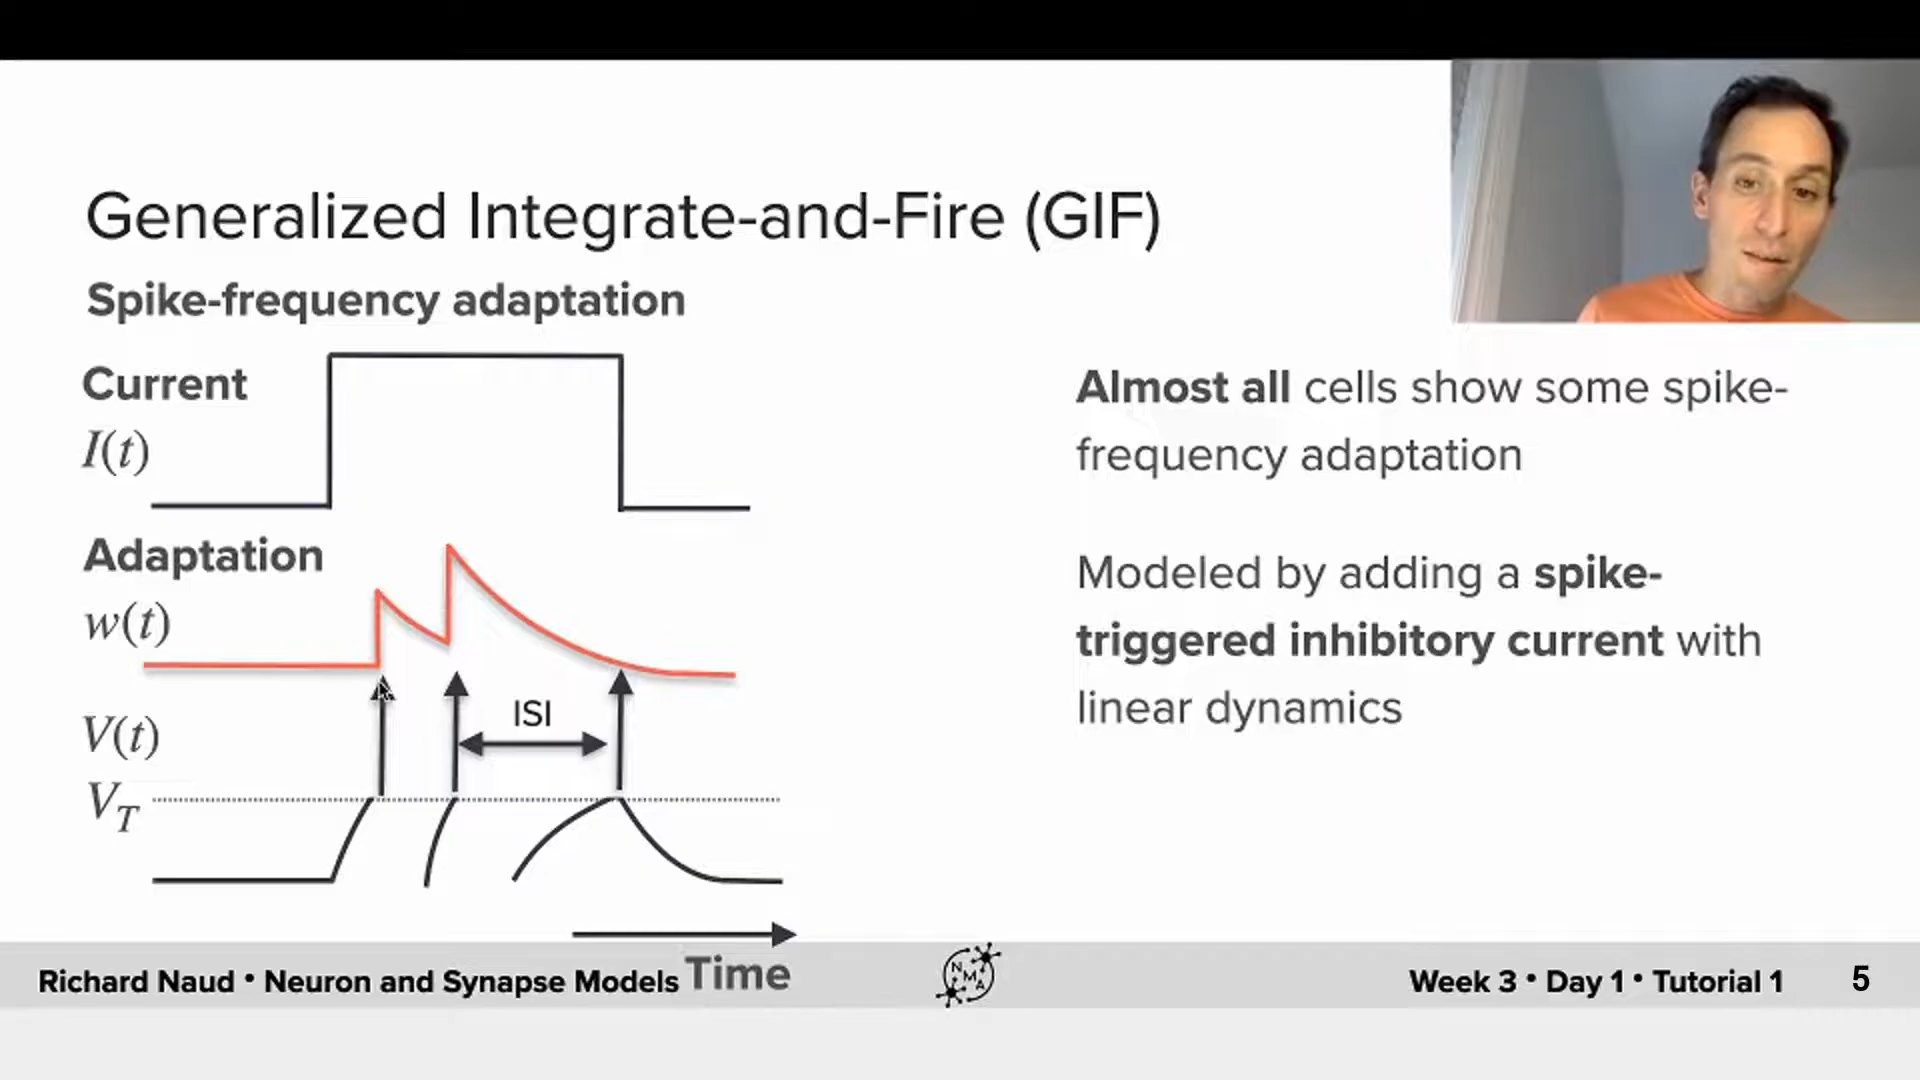 Generalized Integrate-and-Fire (GIF)
Spike-frequency adaptation
Current
I(t)
Adaptation
w(t)
ISI
V(t)
V_T
Time
Almost all cells show some spike-
frequency adaptation
Modeled by adding a spike-
triggered inhibitory current with
linear dynamics
Richard Naud • Neuron and Synapse Models
NMA
Week 3 • Day 1 • Tutorial 1
5